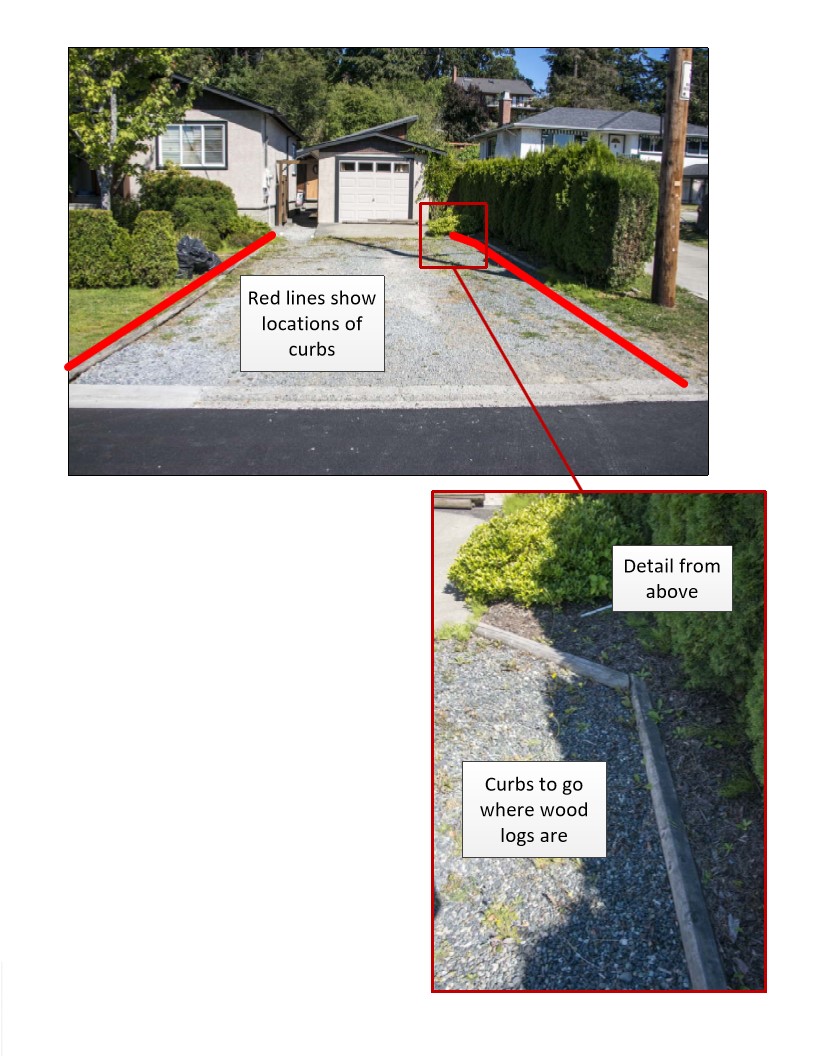 Red lines show
locations of
curbs
Detail from
above
Curbs to go
where wood
logs are